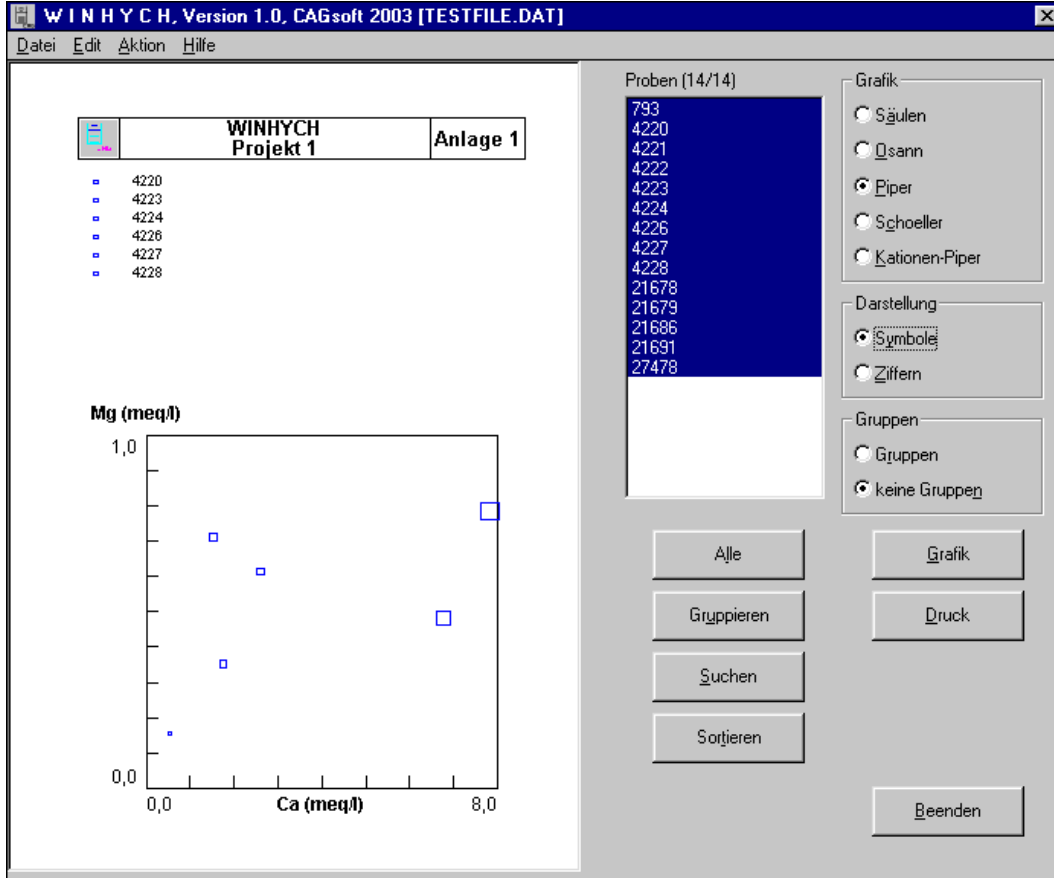 W I N H Y C H, Version 1.0, CAGsoft 2003 [TESTFILE.DAT]
Datei Edit Aktion Hilfe
WINHYCH
Projekt 1
Anlage 1
4220
4223
4224
4226
4227
4228
Mg (meq/l)
1,0
0,0
0,0 Ca (meq/l) 8,0
Proben (14/14)
793
4220
4221
4222
4223
4224
4226
4227
4228
21678
21679
21686
21691
27478
Grafik
Säulen
Osann
Piper
Schoeller
Kationen-Piper
Darstellung
Symbole
Ziffern
Gruppen
Gruppen
keine Gruppen
Alle
Grafik
Gruppieren
Druck
Suchen
Sortieren
Beenden